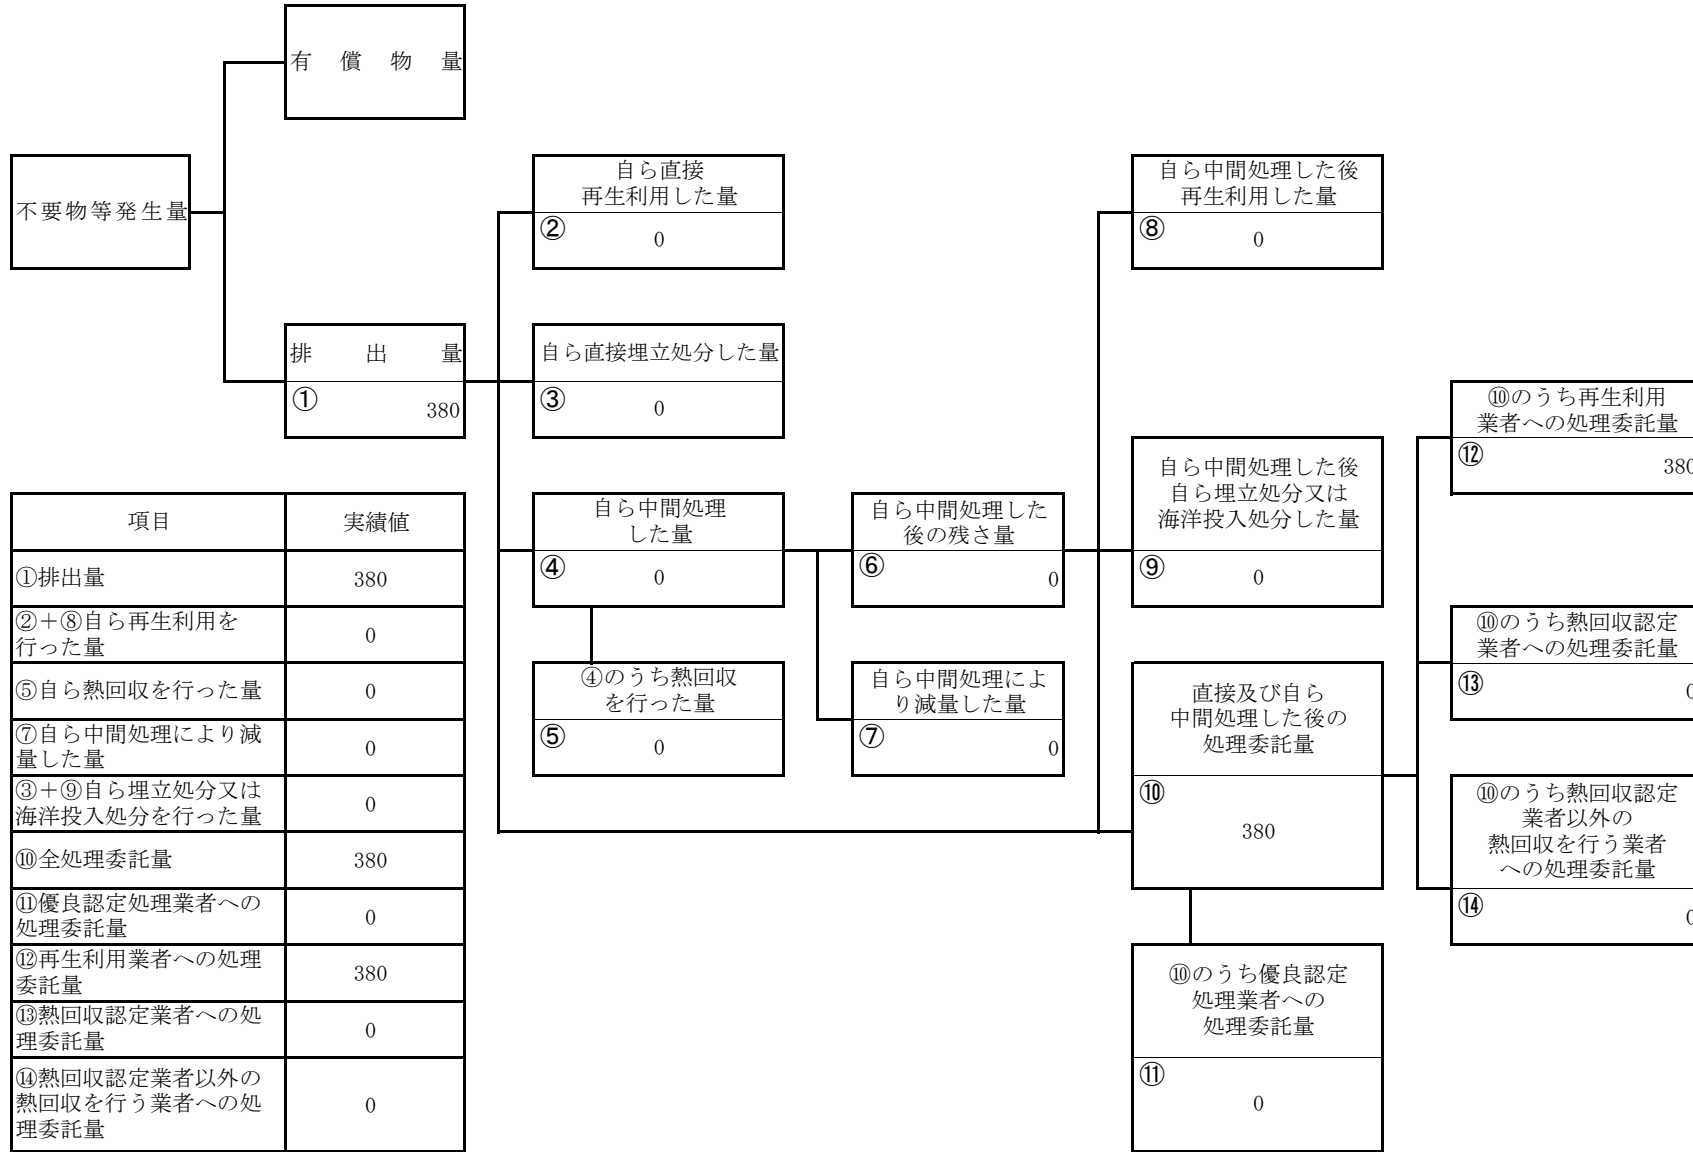 有償物量
不要物等発生量
自ら直接
再生利用した量
②
0
自ら中間処理した後
再生利用した量
⑧
0
排出量
①
380
自ら直接埋立処分した量
③
0
⑩のうち再生利用
業者への処理委託量
⑫
380
自ら中間処理
した量
④
0
自ら中間処理した
後の残さ量
⑥
0
自ら中間処理した後
自ら埋立処分又は
海洋投入処分した量
⑨
0
⑩のうち熱回収認定
業者への処理委託量
⑬
0
④のうち熱回収
を行った量
⑤
0
自ら中間処理によ
り減量した量
⑦
0
直接及び自ら
中間処理した後の
処理委託量
⑩
380
⑩のうち熱回収認定
業者以外の
熱回収を行う業者
への処理委託量
⑭
0
⑩のうち優良認定
処理業者への
処理委託量
⑪
0
項目 実績値
①排出量 380
②+⑧自ら再生利用を
行った量
0
⑤自ら熱回収を行った量 0
⑦自ら中間処理により減
量した量
0
③+⑨自ら埋立処分又は
海洋投入処分を行った量
0
⑩全処理委託量 380
⑪優良認定処理業者への
処理委託量
0
⑫再生利用業者への処理
委託量
380
⑬熱回収認定業者への処
理委託量
0
⑭熱回収認定業者以外の
熱回収を行う業者への処
理委託量
0